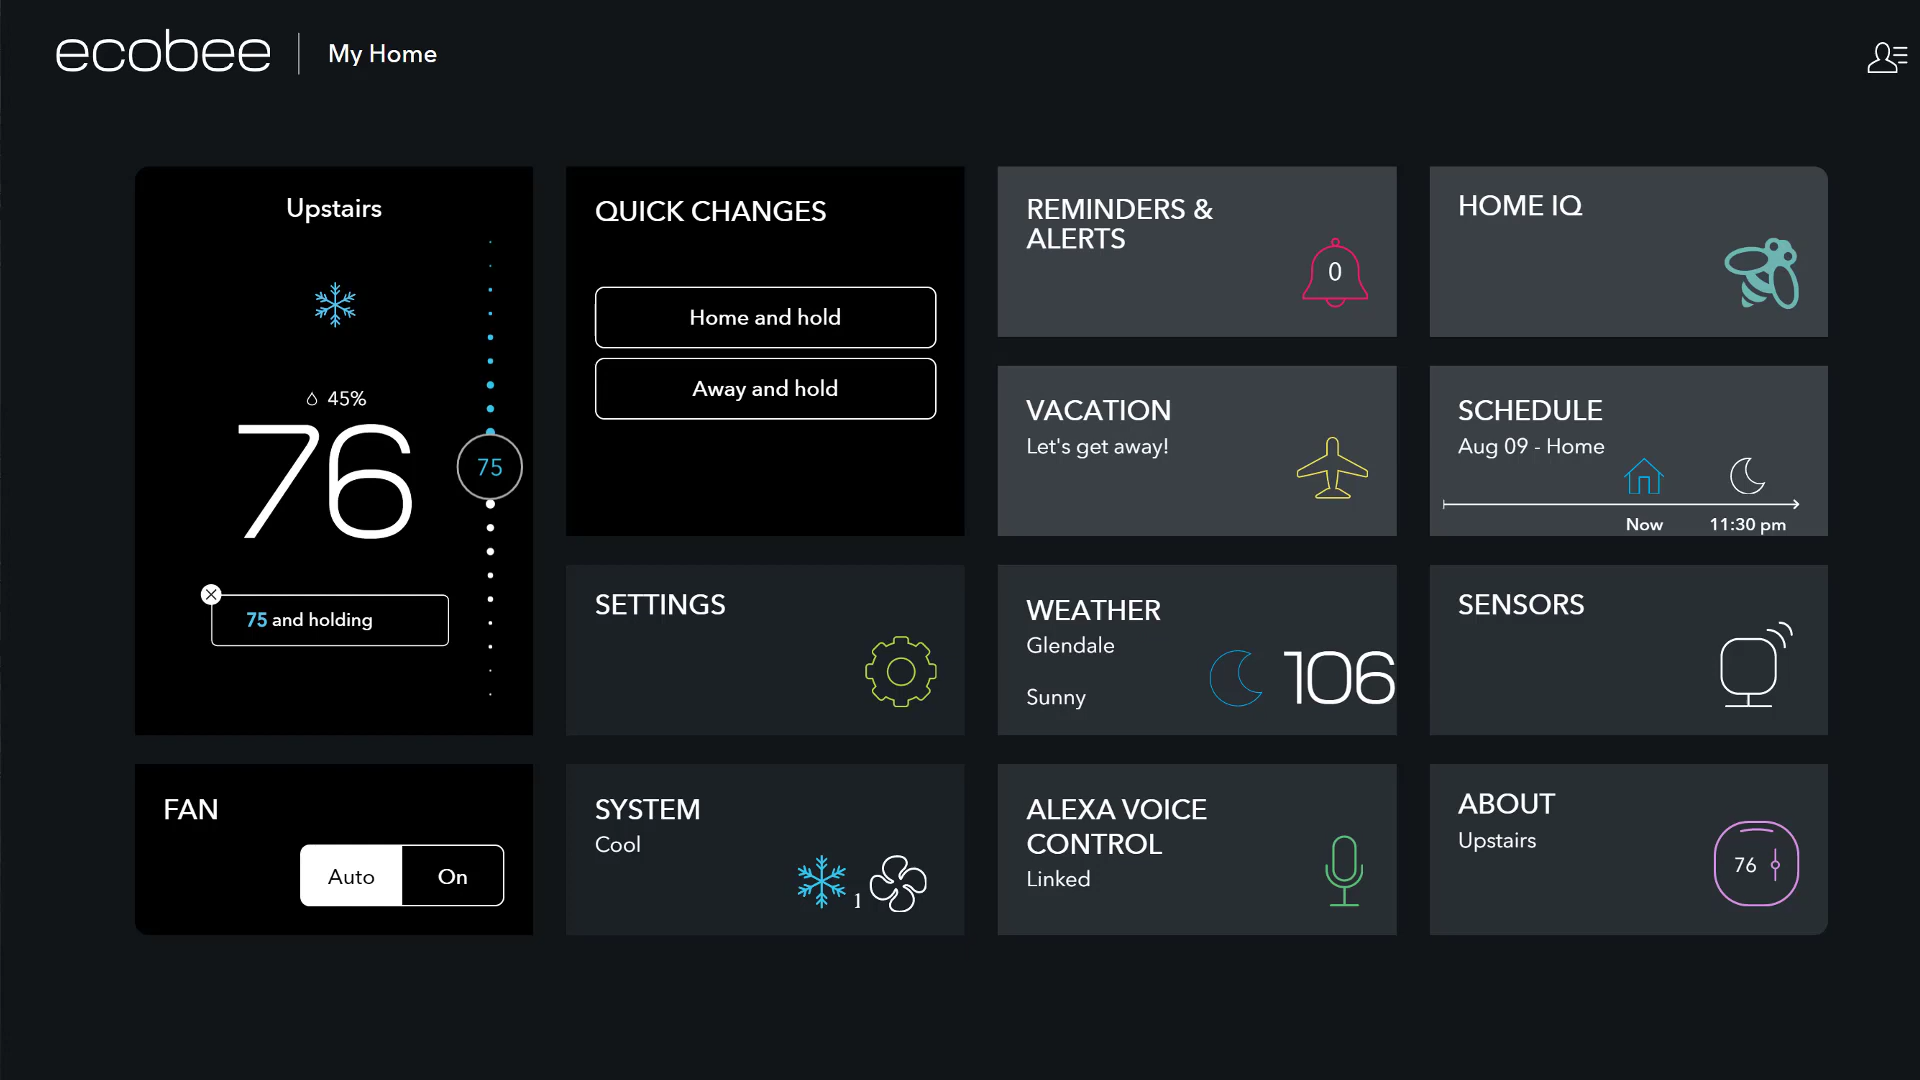 ecobee
My Home
Upstairs
45%
76
75
75 and holding
QUICK CHANGES
Home and hold
Away and hold
REMINDERS &
ALERTS
0
HOME IQ
VACATION
Let's get away!
SCHEDULE
Aug 09 - Home
Now
11:30 pm
SETTINGS
WEATHER
Glendale
Sunny
106
SENSORS
FAN
Auto
On
SYSTEM
Cool
1
ALEXA VOICE
CONTROL
Linked
ABOUT
Upstairs
76